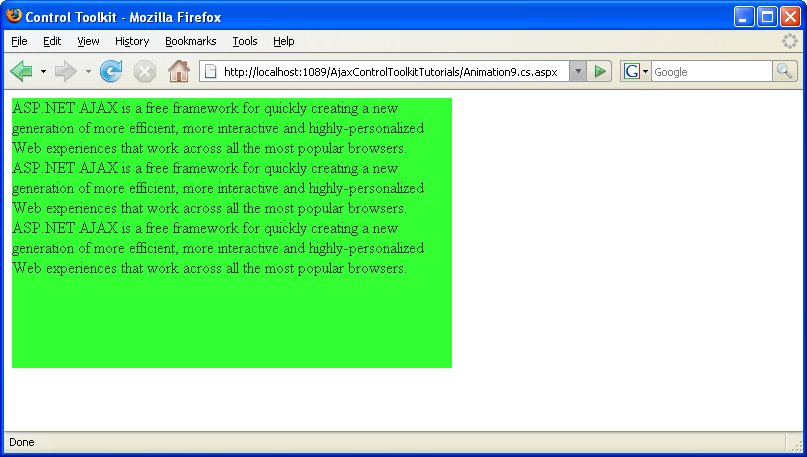 Control Toolkit - Mozilla Firefox
File Edit View History Bookmarks Tools Help
http://localhost:1089/AjaxControlToolkitTutorials/Animation9.cs.aspx G Google
ASP.NET AJAX is a free framework for quickly creating a new
generation of more efficient, more interactive and highly-personalized
Web experiences that work across all the most popular browsers.
ASP.NET AJAX is a free framework for quickly creating a new
generation of more efficient, more interactive and highly-personalized
Web experiences that work across all the most popular browsers.
ASP.NET AJAX is a free framework for quickly creating a new
generation of more efficient, more interactive and highly-personalized
Web experiences that work across all the most popular browsers.
Done